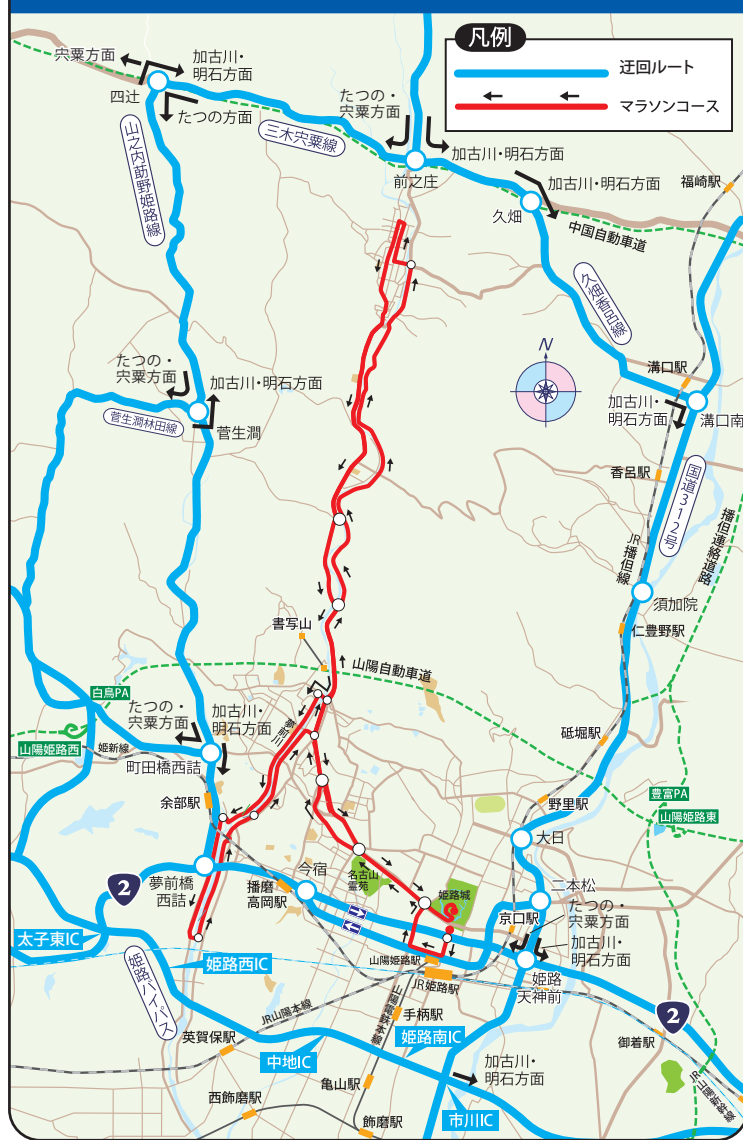 凡例
迂回ルート
マラソンコース
宍粟方面
加古川・
明石方面
四辻
たつの方面
三木宍粟線
たつの・
宍粟方面
加古川・明石方面
前之庄
加古川・明石方面
久畑
中国自動車道
福崎駅
山之内莇野姫路線
久畑香呂線
N
溝口駅
加古川・
明石方面
溝口南
たつの・
宍粟方面
加古川・明石方面
菅生澗林田線
菅生澗
香呂駅
国道312号
JR播但線
播但連絡道路
須加院
仁豊野駅
書写山
山陽自動車道
夢前川
白鳥PA
たつの・
宍粟方面
加古川・
明石方面
山陽姫路西
姫新線
町田橋西詰
砥堀駅
余部駅
野里駅
豊富PA
山陽姫路東
大日
2
夢前橋
西詰
播磨
高岡駅
今宿
名古山
霊苑
姫路城
二本松
京口駅
たつの・
宍粟方面
加古川・
明石方面
太子東IC
姫路西IC
山陽姫路駅
JR姫路駅
姫路
天神前
姫路バイパス
JR山陽本線
山陽電鉄本線
手柄駅
2
御着駅
英賀保駅
中地IC
姫路南IC
加古川・
明石方面
JR山陽新幹線
亀山駅
西飾磨駅
飾磨駅
市川IC